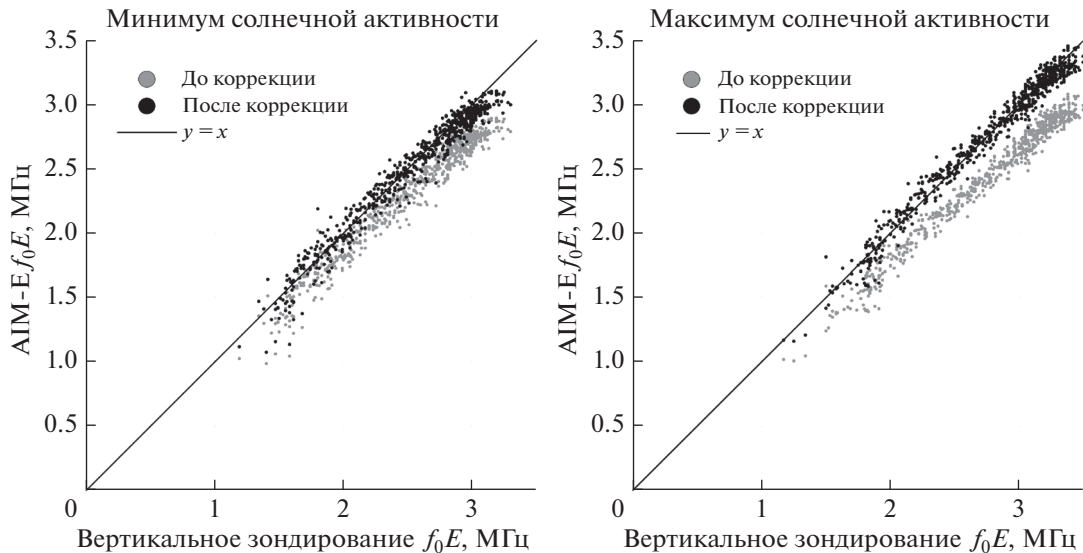 Минимум солнечной активности
3.5
3.0
2.5
2.0
1.5
1.0
0.5
0
1
2
3
До коррекции
После коррекции
y = x
AIM-E f₀E, МГц
Вертикальное зондирование f₀E, МГц
Максимум солнечной активности
3.5
3.0
2.5
2.0
1.5
1.0
0.5
0
1
2
3
До коррекции
После коррекции
y = x
AIM-E f₀E, МГц
Вертикальное зондирование f₀E, МГц